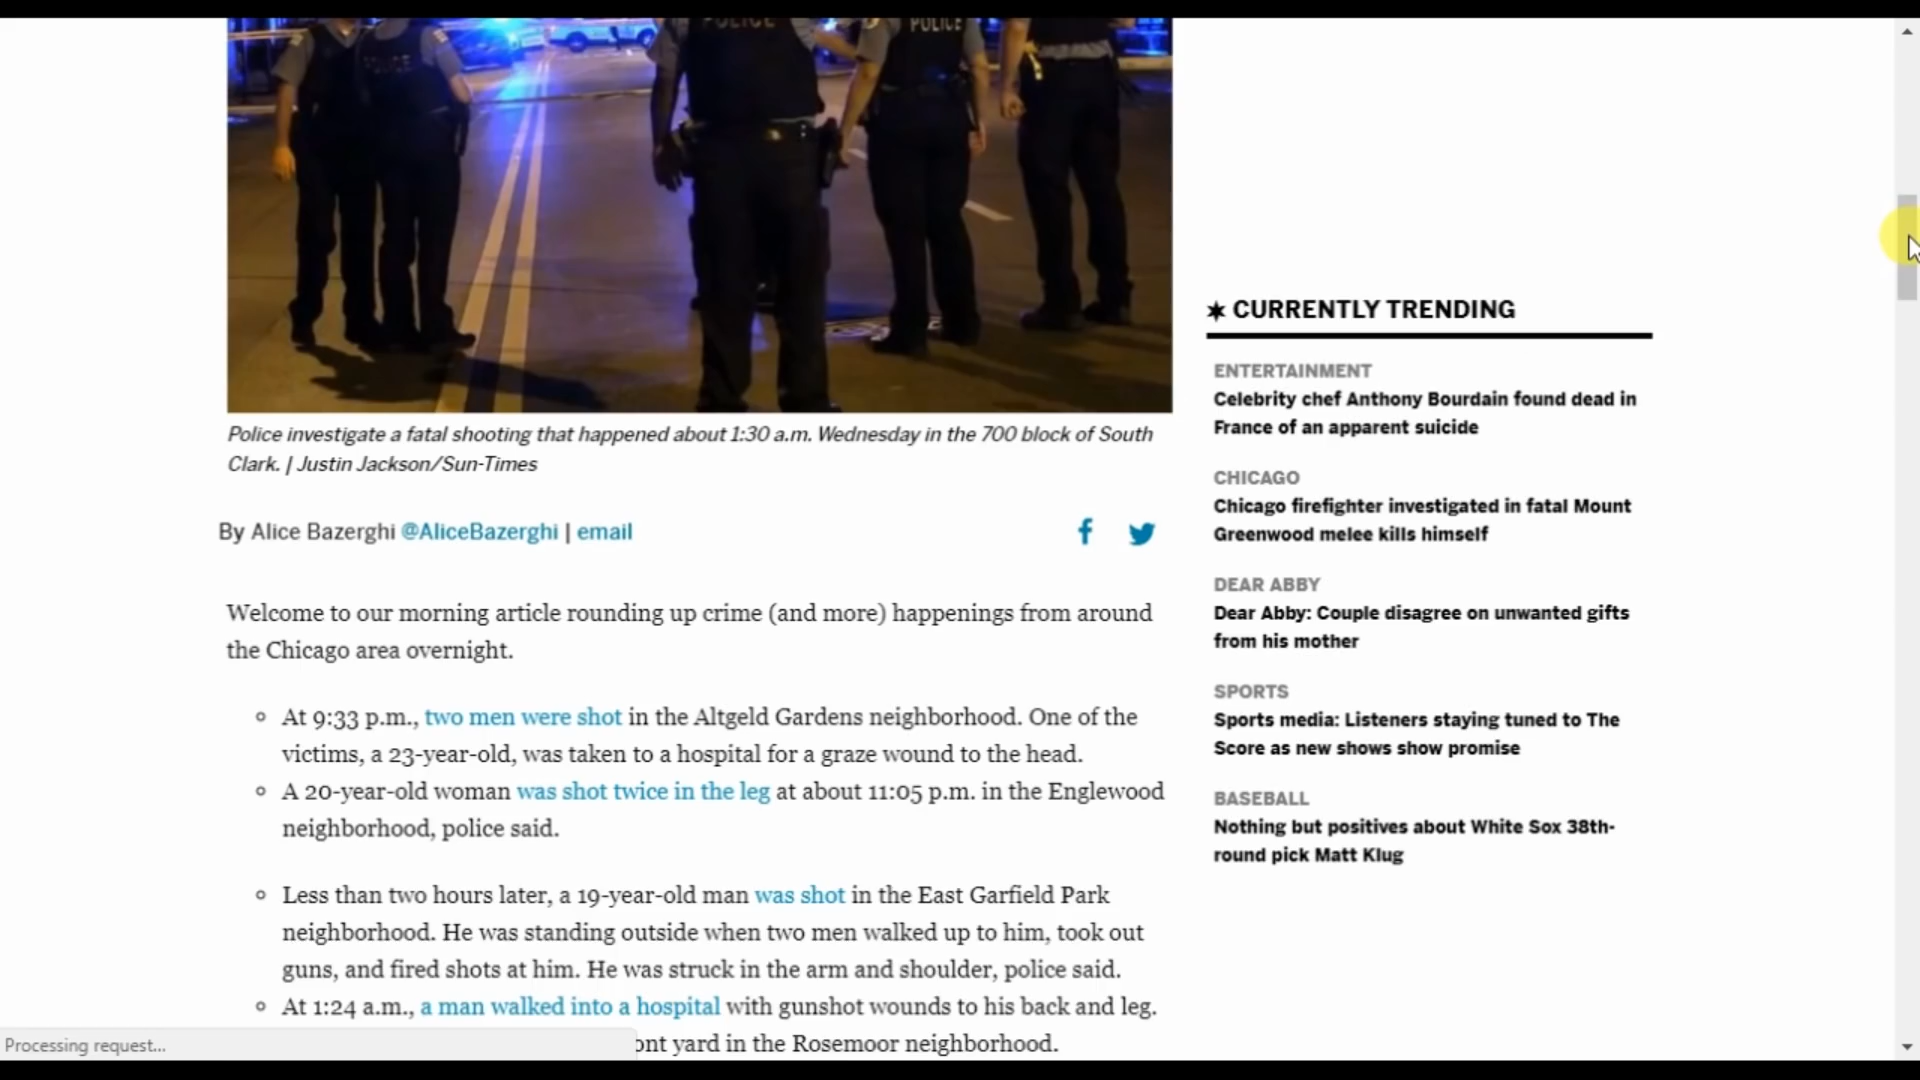 POLICE
POLICE
POLICE
Police investigate a fatal shooting that happened about 1:30 a.m. Wednesday in the 700 block of South
Clark. | Justin Jackson/Sun-Times
By Alice Bazerghi @AliceBazerghi | email
Welcome to our morning article rounding up crime (and more) happenings from around
the Chicago area overnight.
At 9:33 p.m., two men were shot in the Altgeld Gardens neighborhood. One of the
victims, a 23-year-old, was taken to a hospital for a graze wound to the head.
A 20-year-old woman was shot twice in the leg at about 11:05 p.m. in the Englewood
neighborhood, police said.
Less than two hours later, a 19-year-old man was shot in the East Garfield Park
neighborhood. He was standing outside when two men walked up to him, took out
guns, and fired shots at him. He was struck in the arm and shoulder, police said.
At 1:24 a.m., a man walked into a hospital with gunshot wounds to his back and leg.
yard in the Rosemoor neighborhood.
Processing request...
CURRENTLY TRENDING
ENTERTAINMENT
Celebrity chef Anthony Bourdain found dead in
France of an apparent suicide
CHICAGO
Chicago firefighter investigated in fatal Mount
Greenwood melee kills himself
DEAR ABBY
Dear Abby: Couple disagree on unwanted gifts
from his mother
SPORTS
Sports media: Listeners staying tuned to The
Score as new shows show promise
BASEBALL
Nothing but positives about White Sox 38th-
round pick Matt Klug